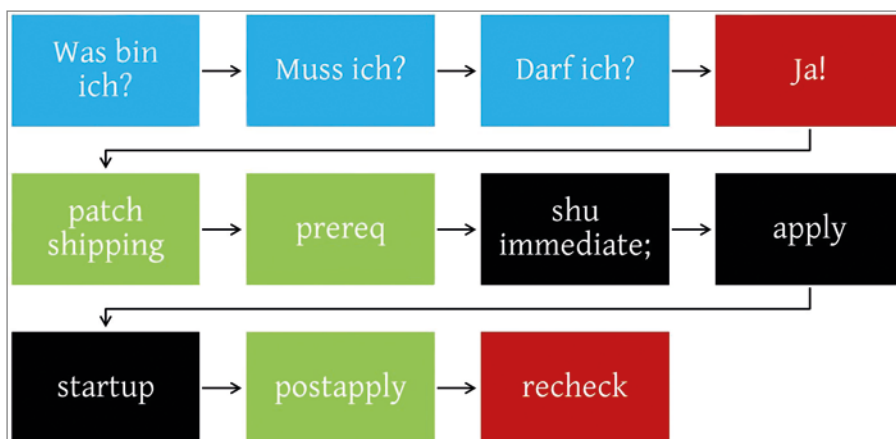 Was bin
ich?
Muss ich?
Darf ich?
Ja!
patch
shipping
prereq
shu
immediate;
apply
startup
postapply
recheck